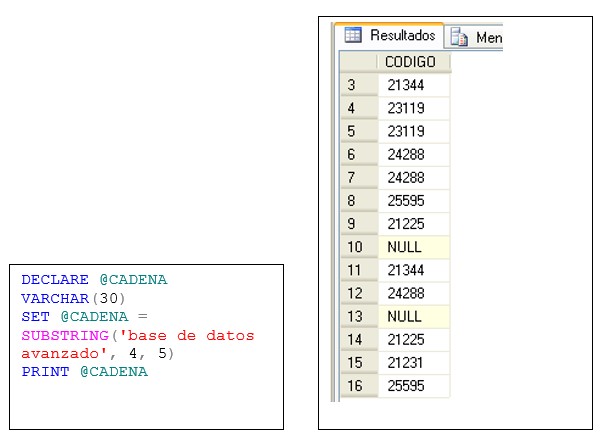 DECLARE @CADENA
VARCHAR(30)
SET @CADENA =
SUBSTRING('base de datos
avanzado', 4, 5)
PRINT @CADENA
Resultados Men
CODIGO
3 21344
4 23119
5 23119
6 24288
7 24288
8 25595
9 21225
10 NULL
11 21344
12 24288
13 NULL
14 21225
15 21231
16 25595